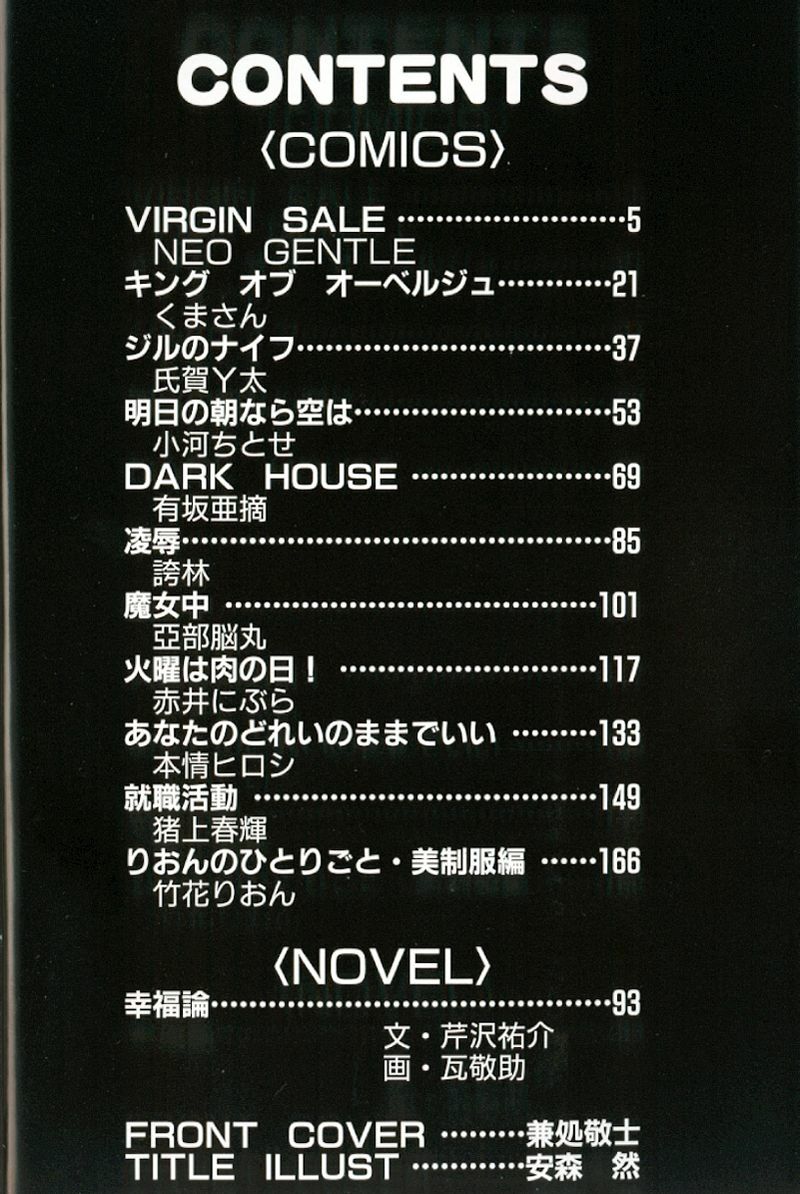 CONTENTS
〈COMICS〉
VIRGIN SALE ……………………5
NEO GENTLE
キング オブ オーベルジュ…………21
くまさん
ジルのナイフ……………………………37
氏賀Y太
明日の朝なら空は………………………53
小河ちとせ
DARK HOUSE …………………69
有坂亜摘
凌辱………………………………………85
誇林
魔女中 …………………………………101
亞部脳丸
火曜は肉の日! ………………………117
赤井にぶら
あなたのどれいのままでいい ………133
本情ヒロシ
就職活動 ………………………………149
猪上春輝
りおんのひとりごと・美制服編 ……166
竹花りおん
〈NOVEL〉
幸福論……………………………………93
文・芹沢祐介
画・瓦敬助
FRONT COVER ………兼処敬士
TITLE ILLUST …………安森 然